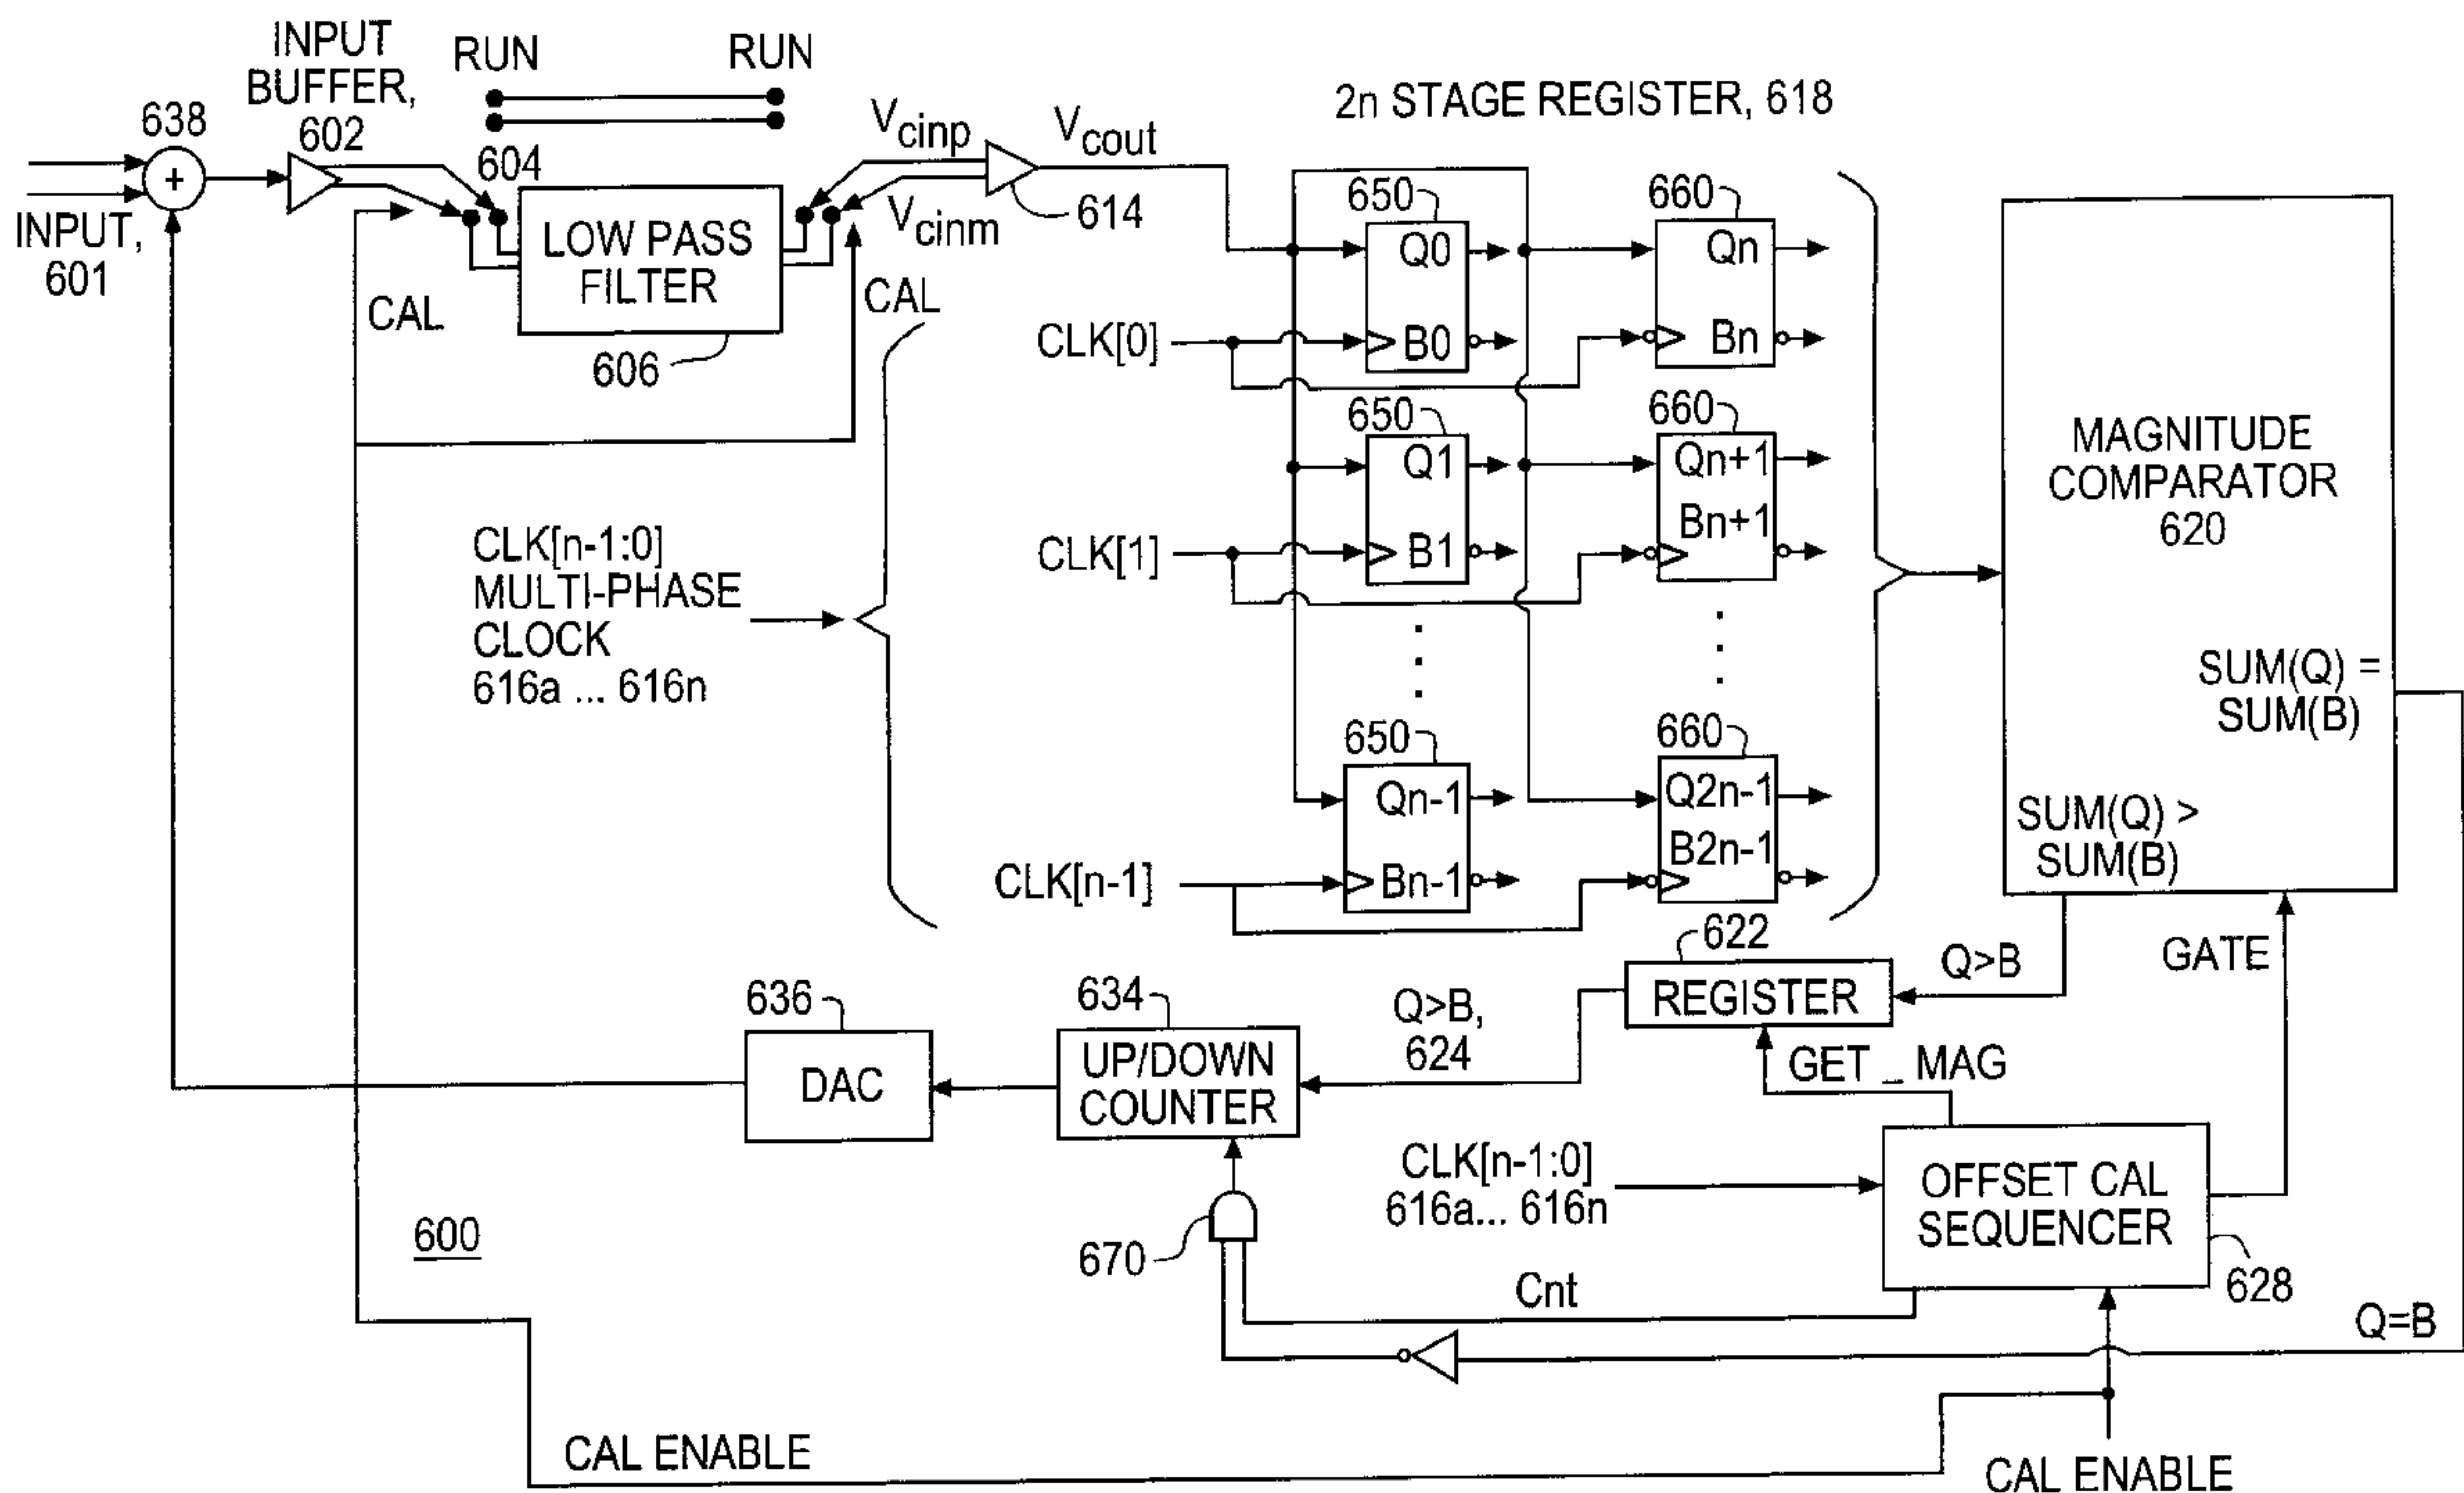 INPUT
BUFFER,
602
RUN
RUN
638
604
+
INPUT,
601
LOW PASS
FILTER
606
CAL
CAL
Vcinp
Vcinm
Vcout
614
2n STAGE REGISTER, 618
650
Q0
B0
660
Qn
Bn
CLK[0]
650
Q1
B1
660
Qn+1
Bn+1
CLK[1]
650
Qn-1
Bn-1
660
Q2n-1
B2n-1
CLK[n-1]
CLK[n-1:0]
MULTI-PHASE
CLOCK
616a ... 616n
MAGNITUDE
COMPARATOR
620
SUM(Q) =
SUM(B)
SUM(Q) >
SUM(B)
622
REGISTER
Q>B
GATE
Q>B,
624
GET_MAG
636
DAC
634
UP/DOWN
COUNTER
CLK[n-1:0]
616a... 616n
OFFSET CAL
SEQUENCER
628
670
600
Cnt
Q=B
CAL ENABLE
CAL ENABLE